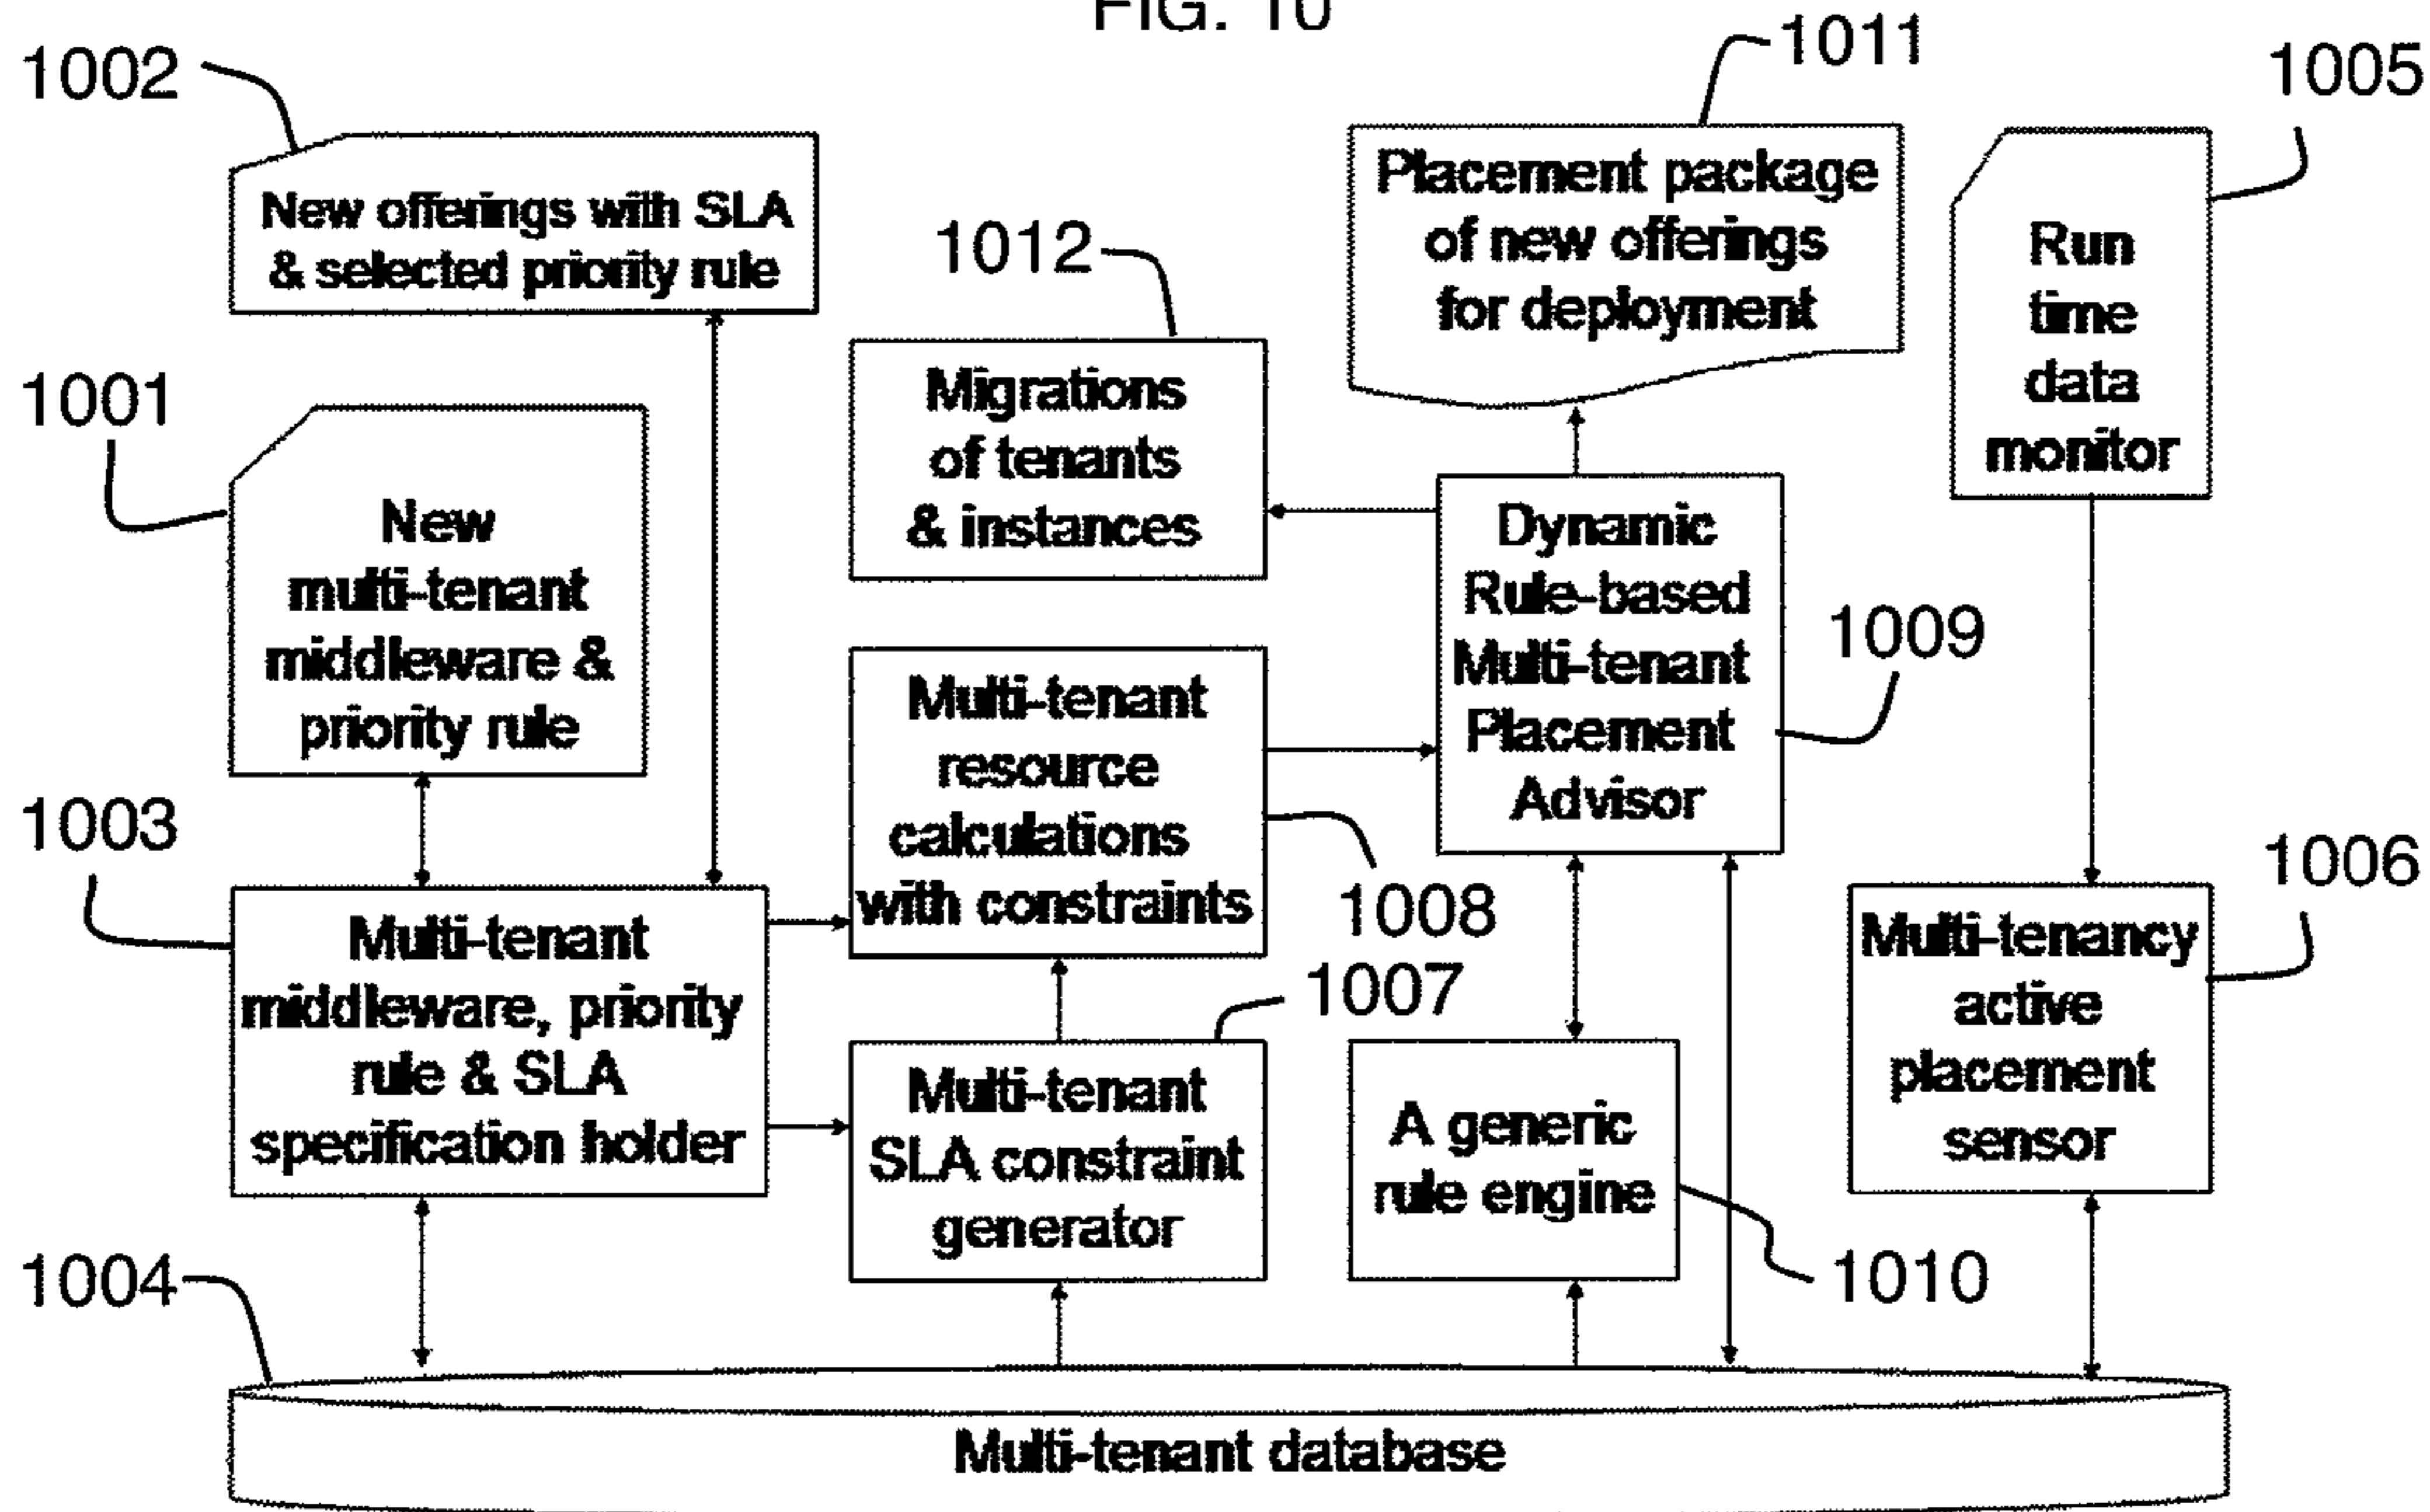 FIG. 10
1002
New offerings with SLA
& selected priority rule
1001
New
multi-tenant
middleware &
priority rule
1003
Multi-tenant
middleware, priority
rule & SLA
specification holder
1004
1012
Migrations
of tenants
& instances
Multi-tenant
resource
calculations
with constraints
1008
1007
Multi-tenant
SLA constraint
generator
1011
Placement package
of new offerings
for deployment
Dynamic
Rule-based
Multi-tenant
Placement
Advisor
1009
A generic
rule engine
1010
1005
Run
time
data
monitor
1006
Multi-tenancy
active
placement
sensor
Multi-tenant database